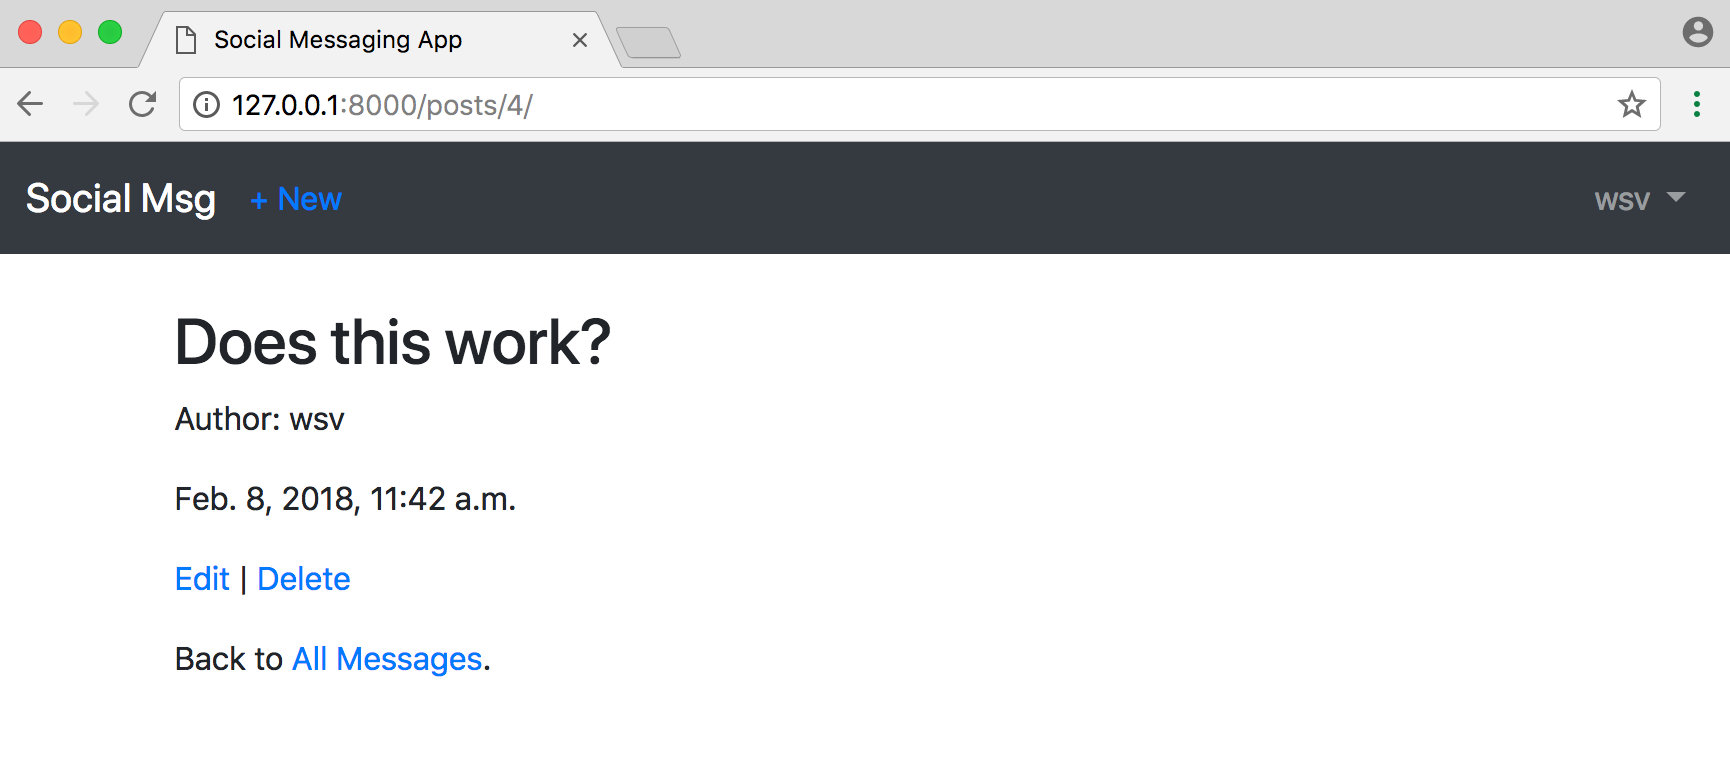 Social Messaging App
127.0.0.1:8000/posts/4/
Social Msg + New wsv
Does this work?
Author: wsv
Feb. 8, 2018, 11:42 a.m.
Edit | Delete
Back to All Messages.